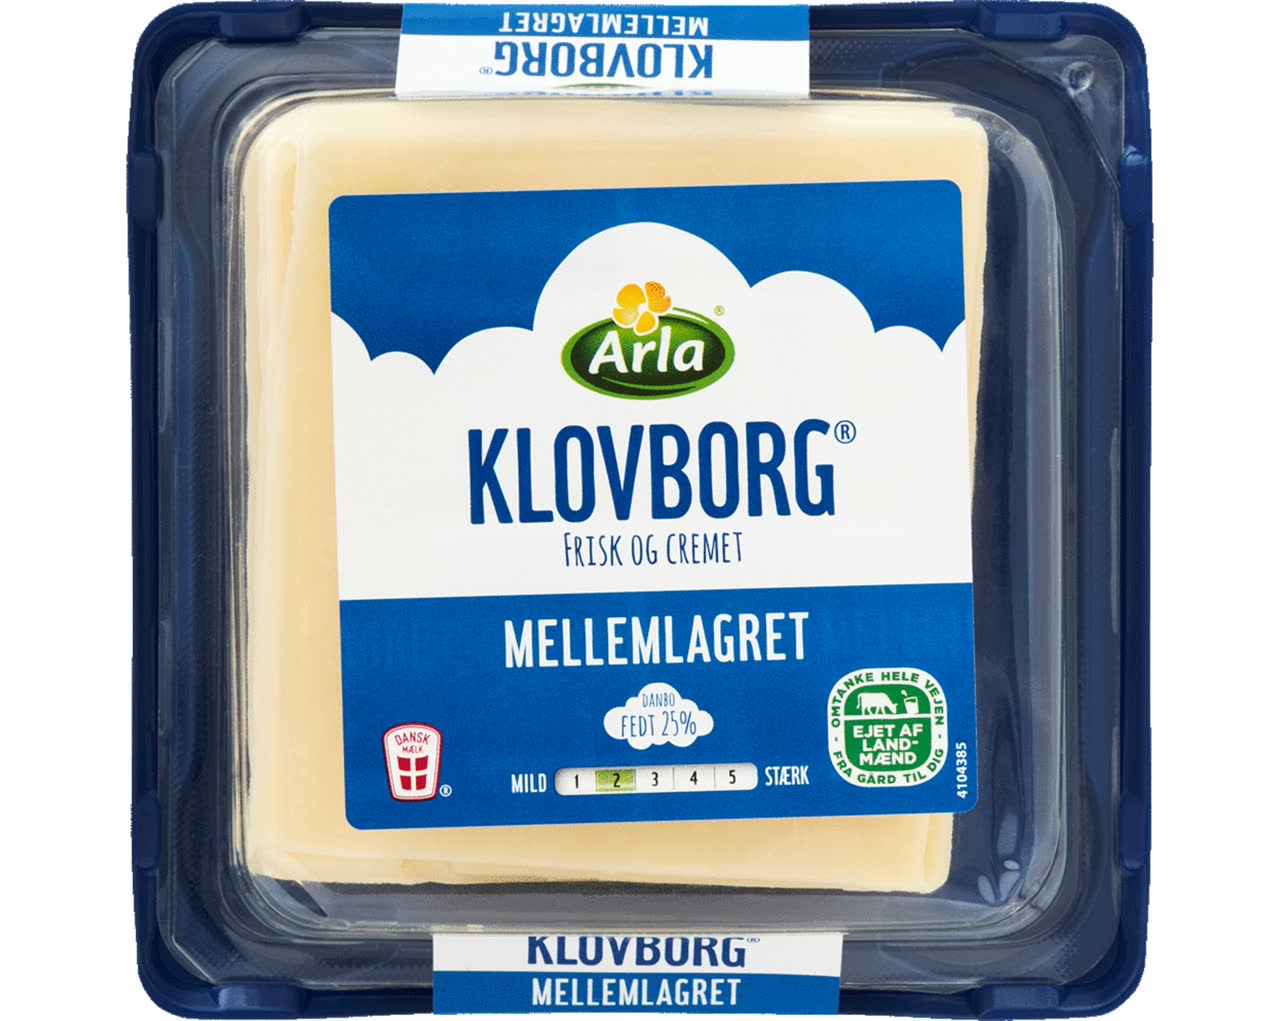 MELLEMLAGRET
KLOVBORG®
Arla®
KLOVBORG®
FRISK OG CREMET
MELLEMLAGRET
DANBO
FEDT 25%
MILD 1 2 3 4 5 STÆRK
DANSK
MÆLK
®
OMTANKE HELE VEJEN
EJET AF
LAND-
MÆND
- FRA GÅRD TIL DIG -
4104385
KLOVBORG®
MELLEMLAGRET